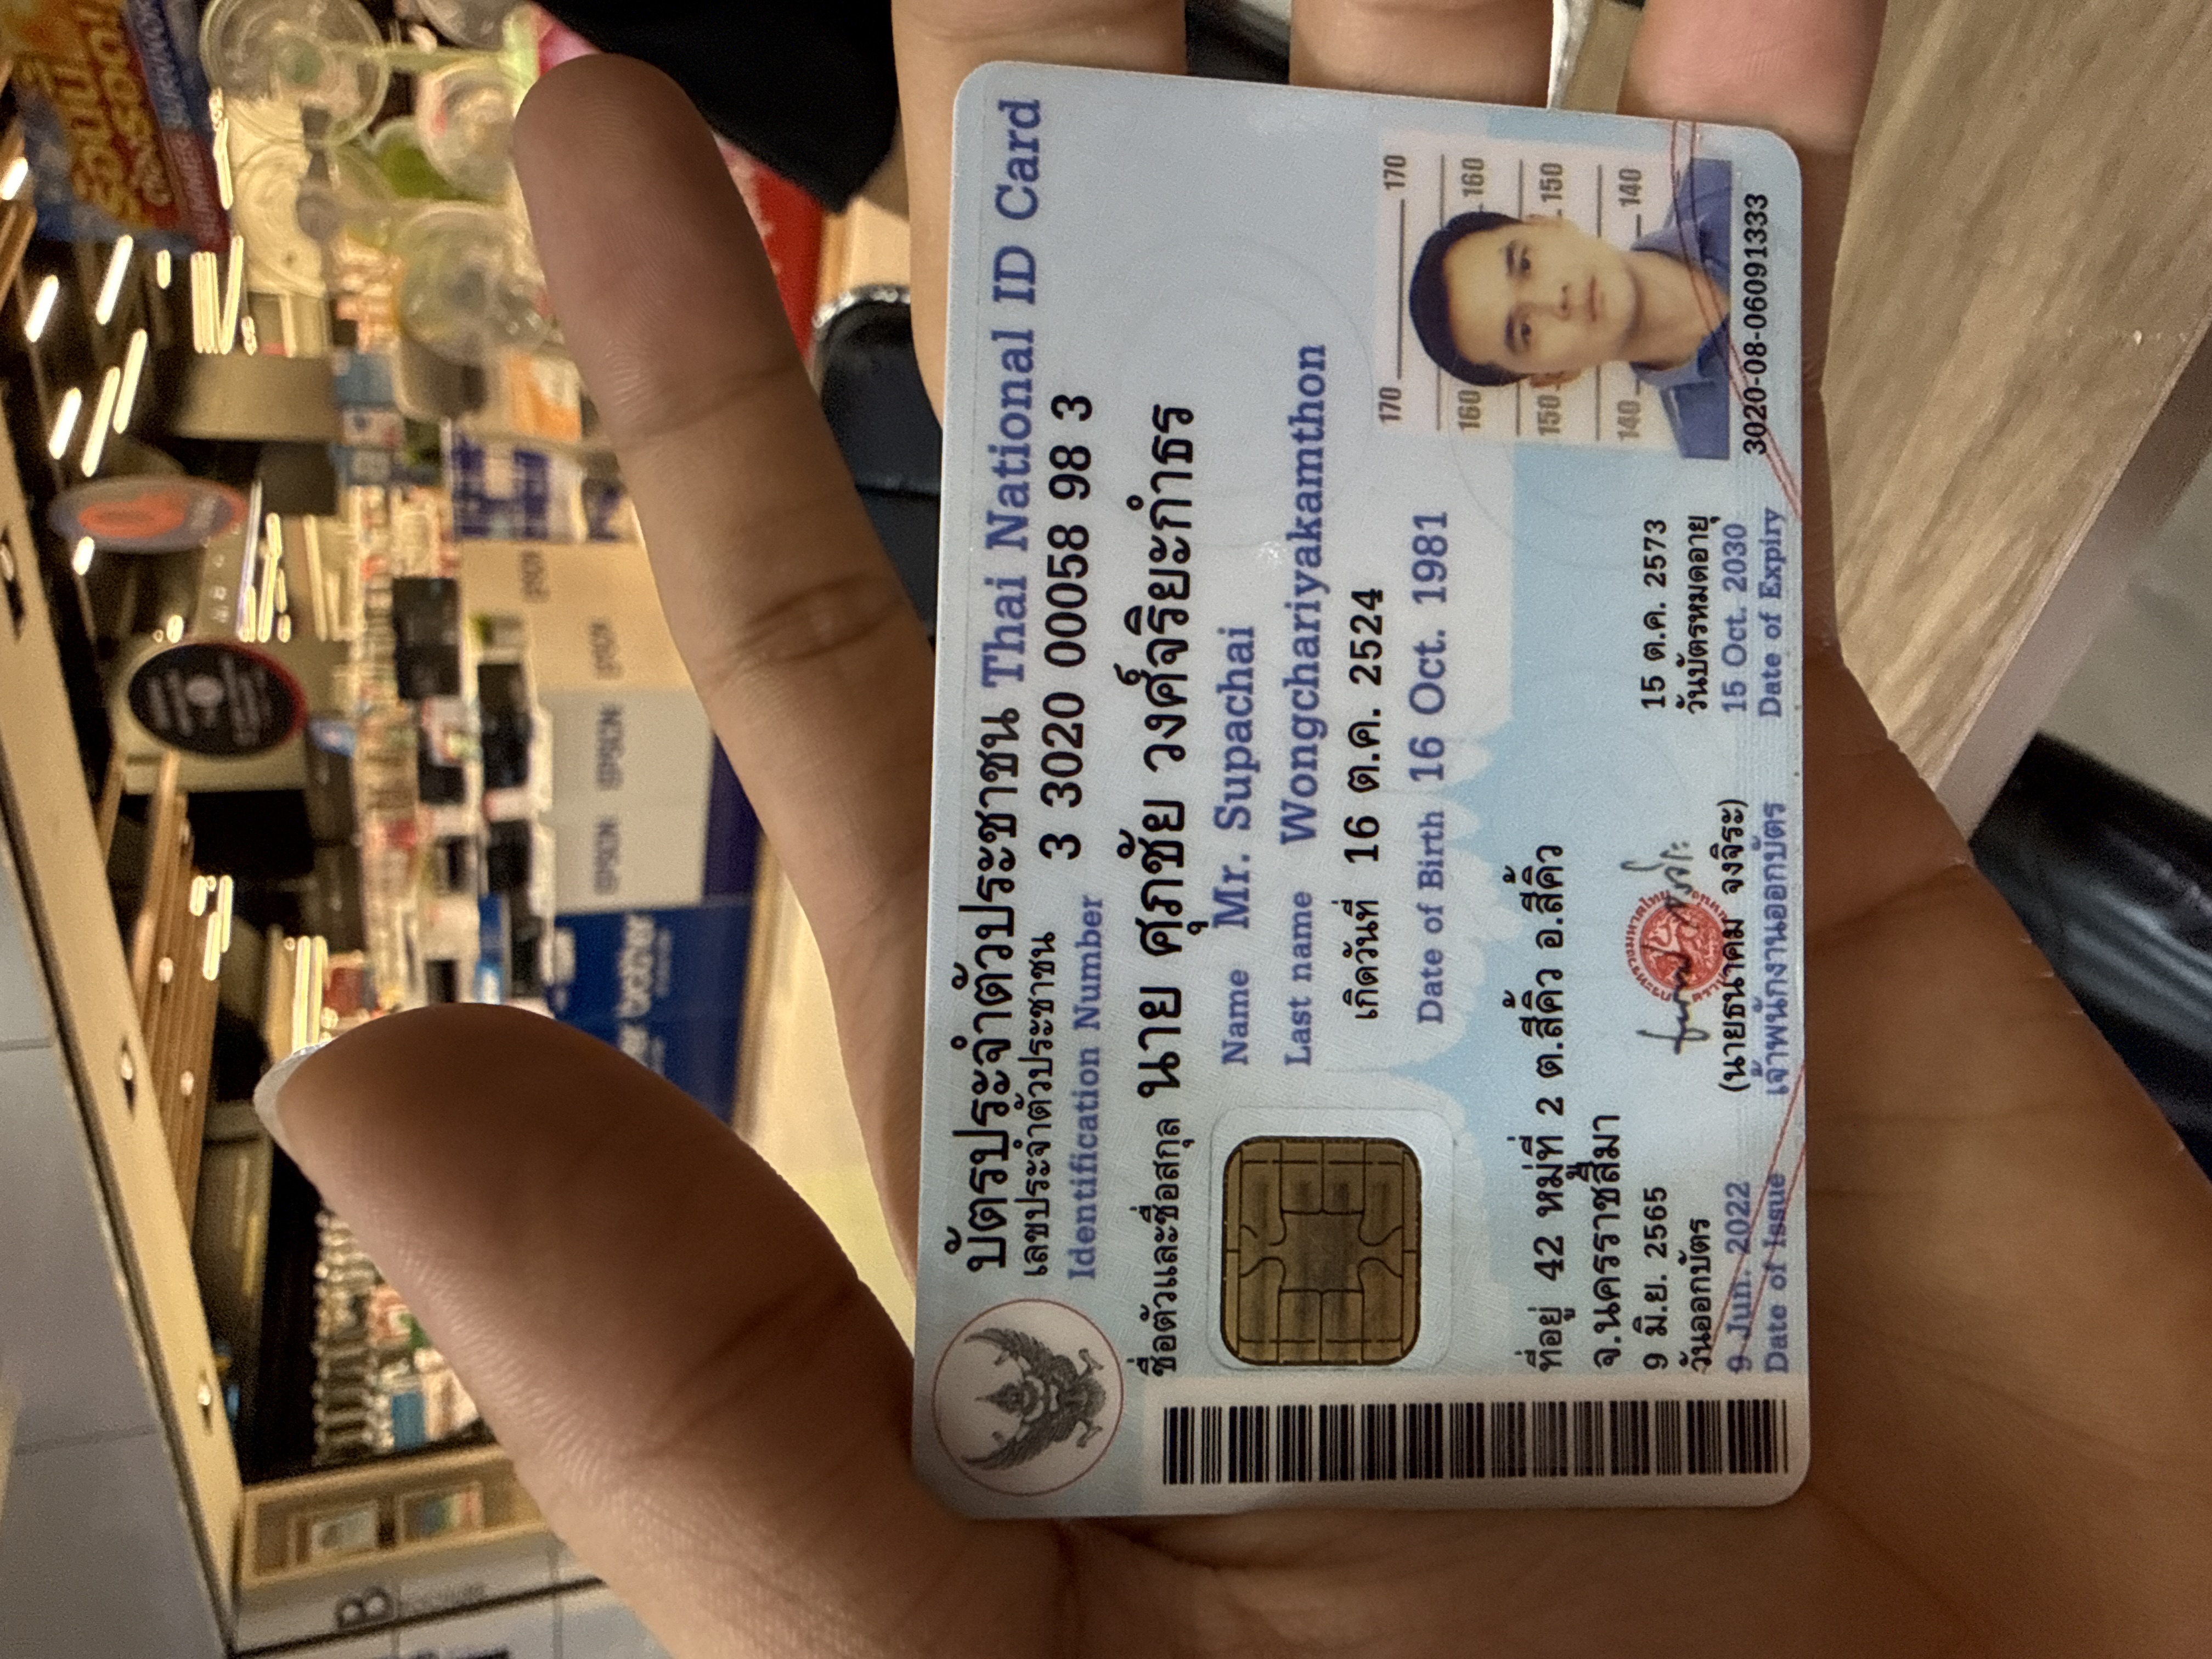 บัตรประจำตัวประชาชน Thai National ID Card
เลขประจำตัวประชาชน 3 3020 00058 98 3
Identification Number
ชื่อตัวและชื่อสกุล นาย ศุภชัย วงศ์จริยะกำธร
Name Mr. Supachai
Last name Wongchariyakamthon
เกิดวันที่ 16 ต.ค. 2524
Date of Birth 16 Oct. 1981
ที่อยู่ 42 หมู่ที่ 2 ต.สีคิ้ว อ.สีคิ้ว
จ.นครราชสีมา
9 มิ.ย. 2565
วันออกบัตร
9 Jun. 2022
Date of Issue
(นายธนาคม จงจิระ)
เจ้าพนักงานออกบัตร
15 ต.ค. 2573
วันบัตรหมดอายุ
15 Oct. 2030
Date of Expiry
170 170
160 160
150 150
140 140
3020-08-06091333
EPSON EPSON
brother
B